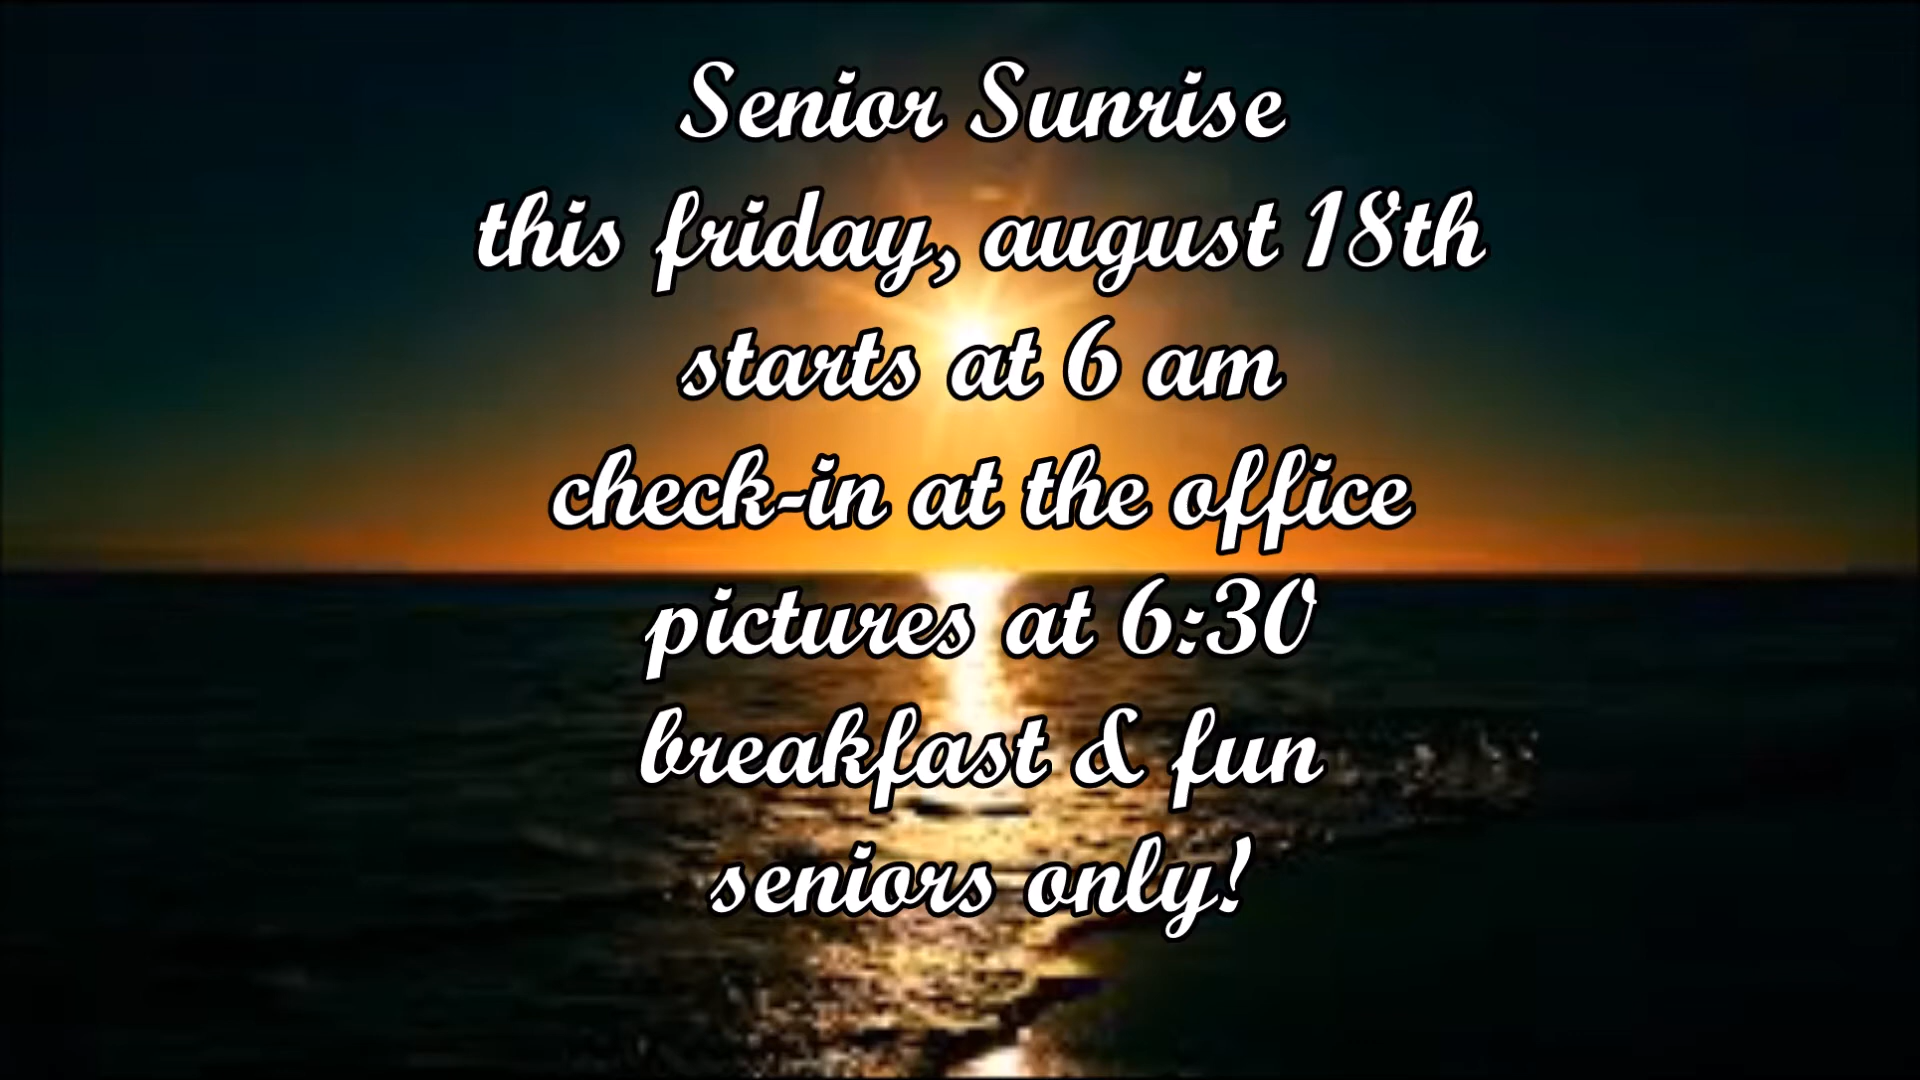 Senior Sunrise
this friday, august 18th
starts at 6 am
check-in at the office
pictures at 6:30
breakfast & fun
seniors only!